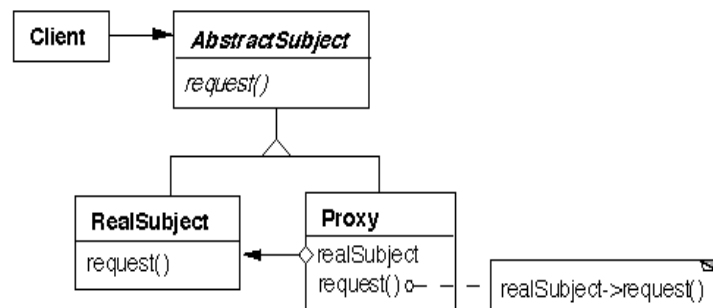 Client
AbstractSubject
request()
RealSubject
request()
Proxy
realSubject
request()
realSubject->request()